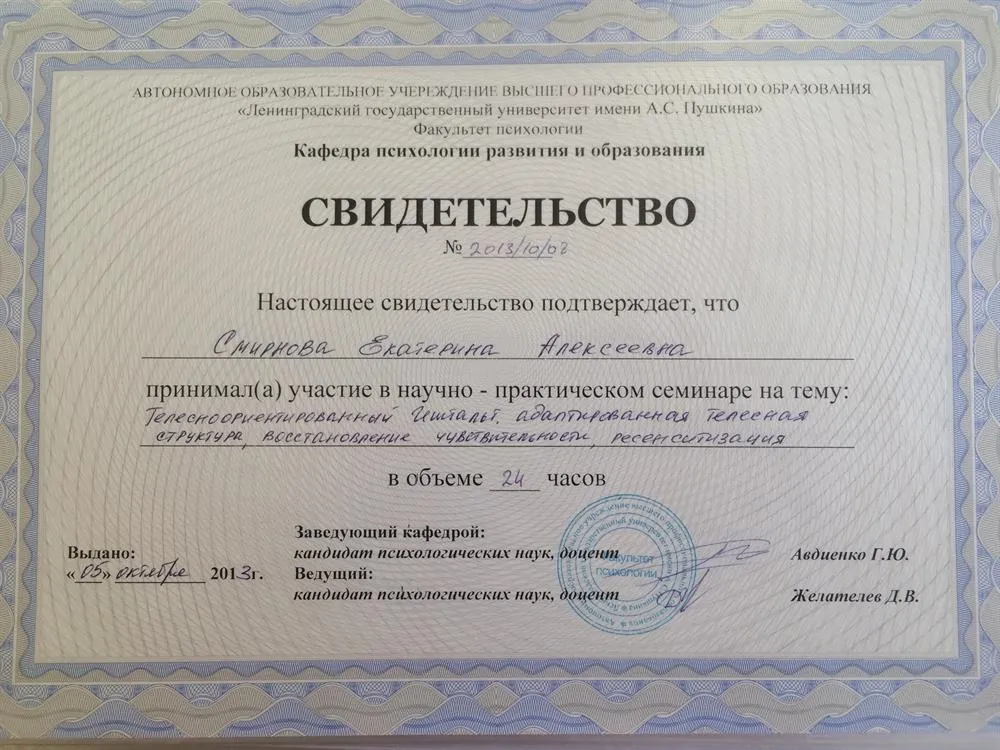 АВТОНОМНОЕ ОБРАЗОВАТЕЛЬНОЕ УЧЕРЕЖДЕНИЕ ВЫСШЕГО ПРОФЕССИОНАЛЬНОГО ОБРАЗОВАНИЯ
«Ленинградский государственный университет имени А.С. Пушкина»
Факультет психологии
Кафедра психологии развития и образования
СВИДЕТЕЛЬСТВО
№ 2013/10/08
Настоящее свидетельство подтверждает, что
Смирнова Екатерина Алексеевна
принимал(а) участие в научно - практическом семинаре на тему:
Телесноориентированный Гештальт, адаптированная телесная
структура, восстановление чувствительности, ресенситизация
в объеме 24 часов
Заведующий кафедрой:
Выдано: кандидат психологических наук, доцент Авдиенко Г.Ю.
«05» октября 2013г. Ведущий:
кандидат психологических наук, доцент Желателев Д.В.
факультет
психологии